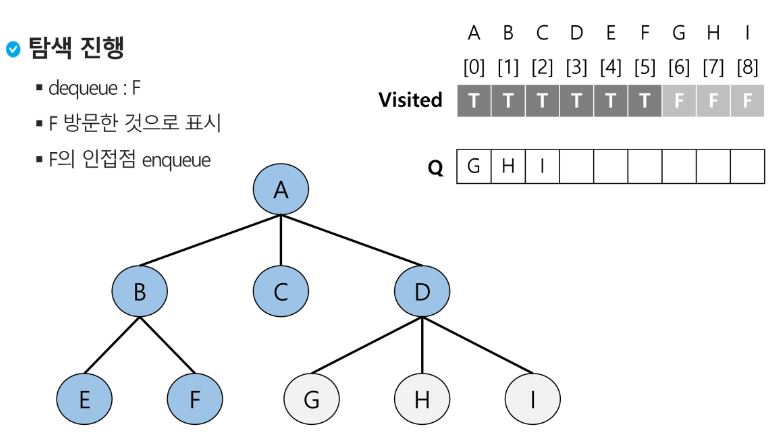 탐색 진행
dequeue : F
F 방문한 것으로 표시
F의 인접점 enqueue
A B C D E F G H I
[0] [1] [2] [3] [4] [5] [6] [7] [8]
Visited T T T T T T F F F
Q G H I
A
B C D
E F G H I